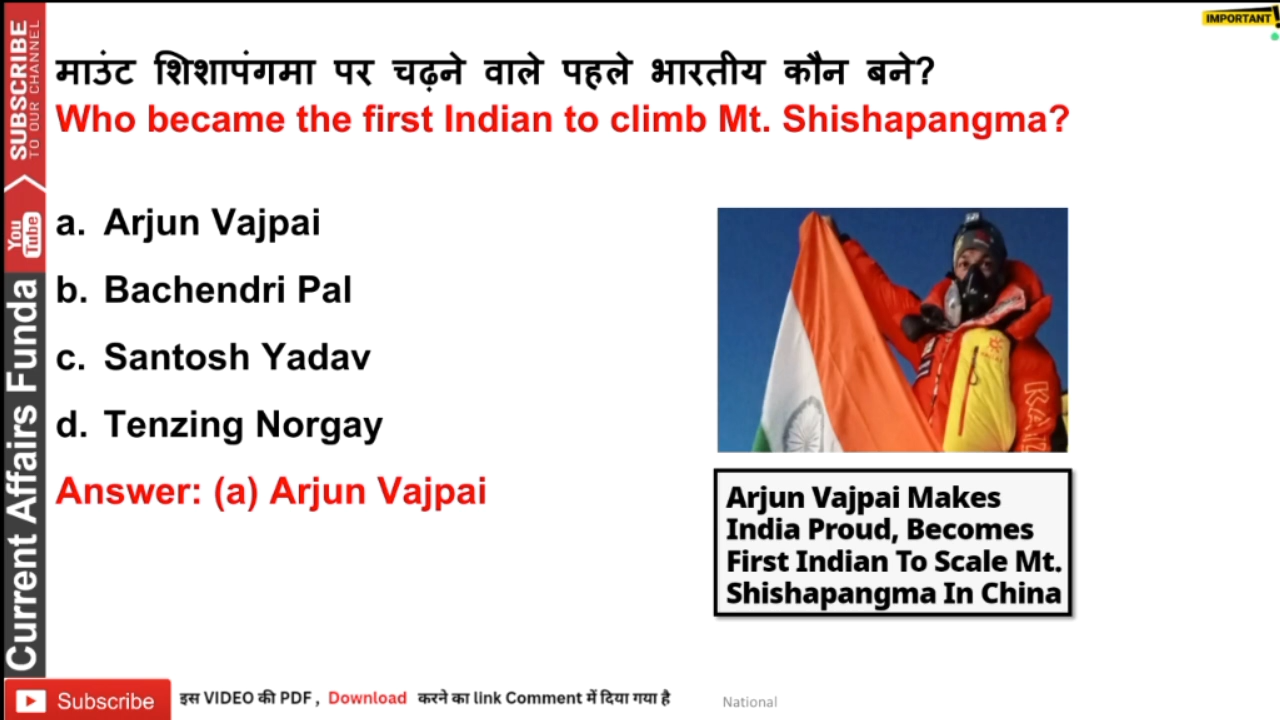 IMPORTANT!
माउंट शिशापंगमा पर चढ़ने वाले पहले भारतीय कौन बने?
Who became the first Indian to climb Mt. Shishapangma?
a. Arjun Vajpai
b. Bachendri Pal
c. Santosh Yadav
d. Tenzing Norgay
Answer: (a) Arjun Vajpai
Arjun Vajpai Makes
India Proud, Becomes
First Indian To Scale Mt.
Shishapangma In China
SUBSCRIBE
TO OUR CHANNEL
You
Tube
Current Affairs Funda
Subscribe
इस VIDEO की PDF , Download करने का link Comment में दिया गया है
National